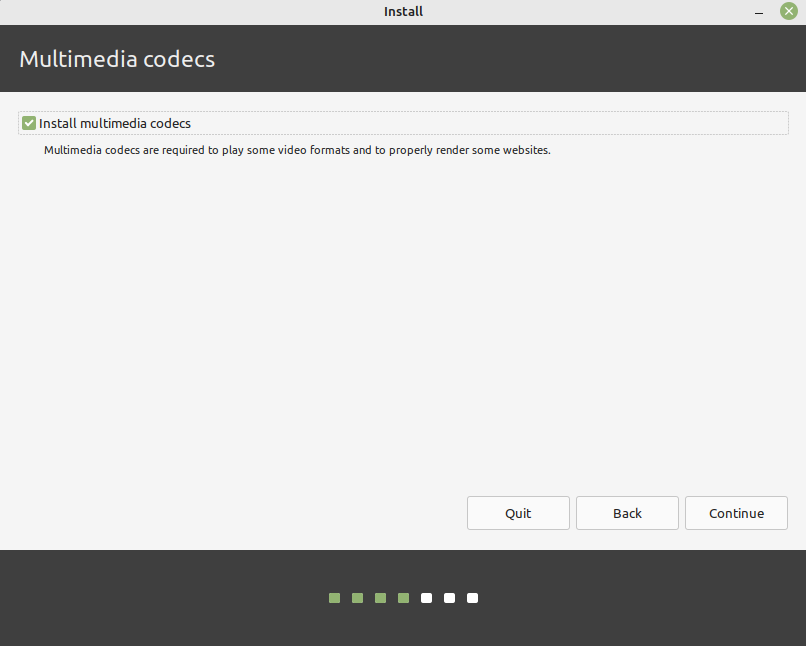 Install
Multimedia codecs
Install multimedia codecs
Multimedia codecs are required to play some video formats and to properly render some websites.
Quit Back Continue